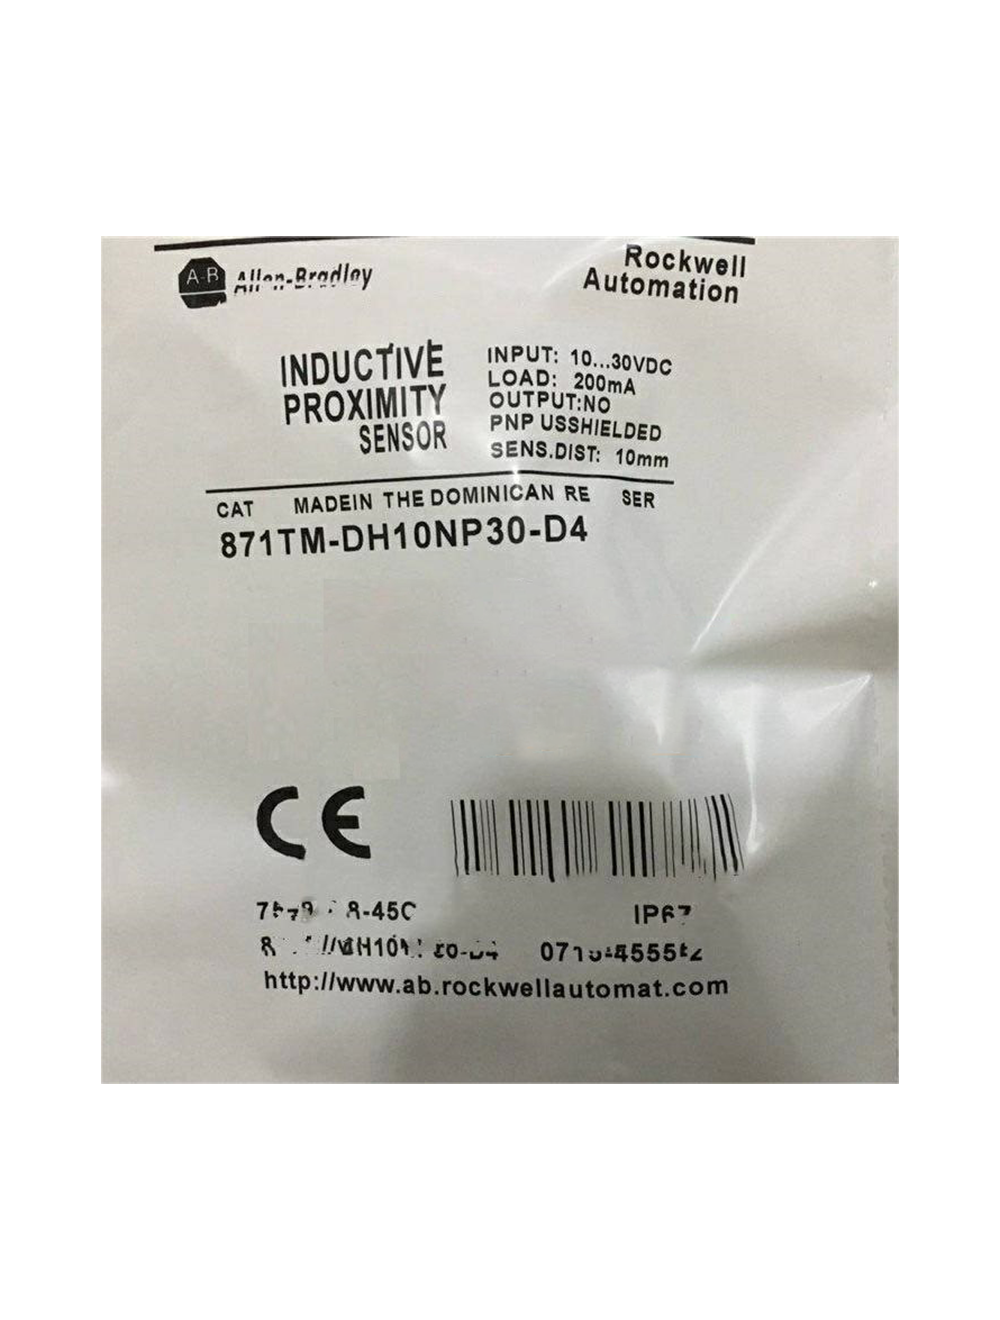 A-B Allen-Bradley
Rockwell
Automation
INDUCTIVE
PROXIMITY
SENSOR
INPUT: 10...30VDC
LOAD: 200mA
OUTPUT:NO
PNP USSHIELDED
SENS.DIST: 10mm
CAT MADEIN THE DOMINICAN RE SER
871TM-DH10NP30-D4
CE
IP67
http://www.ab.rockwellautomat.com